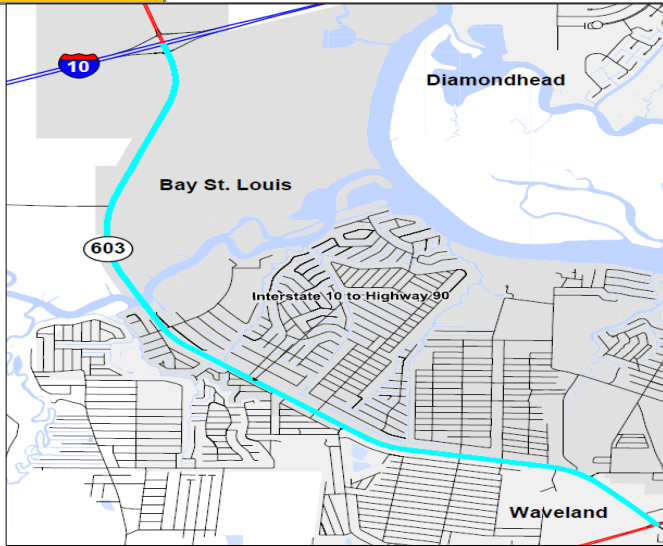 10
Diamondhead
Bay St. Louis
603
Interstate 10 to Highway 90
Waveland